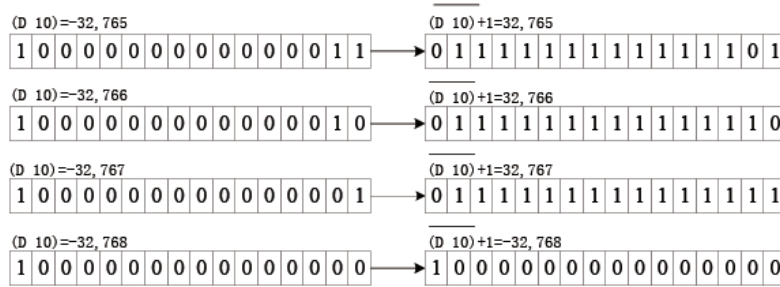 (D 10)=-32,765
(D 10)+1=32,765
1 0 0 0 0 0 0 0 0 0 0 0 0 0 1 1
0 1 1 1 1 1 1 1 1 1 1 1 1 1 0 1
(D 10)=-32,766
(D 10)+1=32,766
1 0 0 0 0 0 0 0 0 0 0 0 0 0 1 0
0 1 1 1 1 1 1 1 1 1 1 1 1 1 1 0
(D 10)=-32,767
(D 10)+1=32,767
1 0 0 0 0 0 0 0 0 0 0 0 0 0 0 1
0 1 1 1 1 1 1 1 1 1 1 1 1 1 1 1
(D 10)=-32,768
(D 10)+1=-32,768
1 0 0 0 0 0 0 0 0 0 0 0 0 0 0 0
1 0 0 0 0 0 0 0 0 0 0 0 0 0 0 0